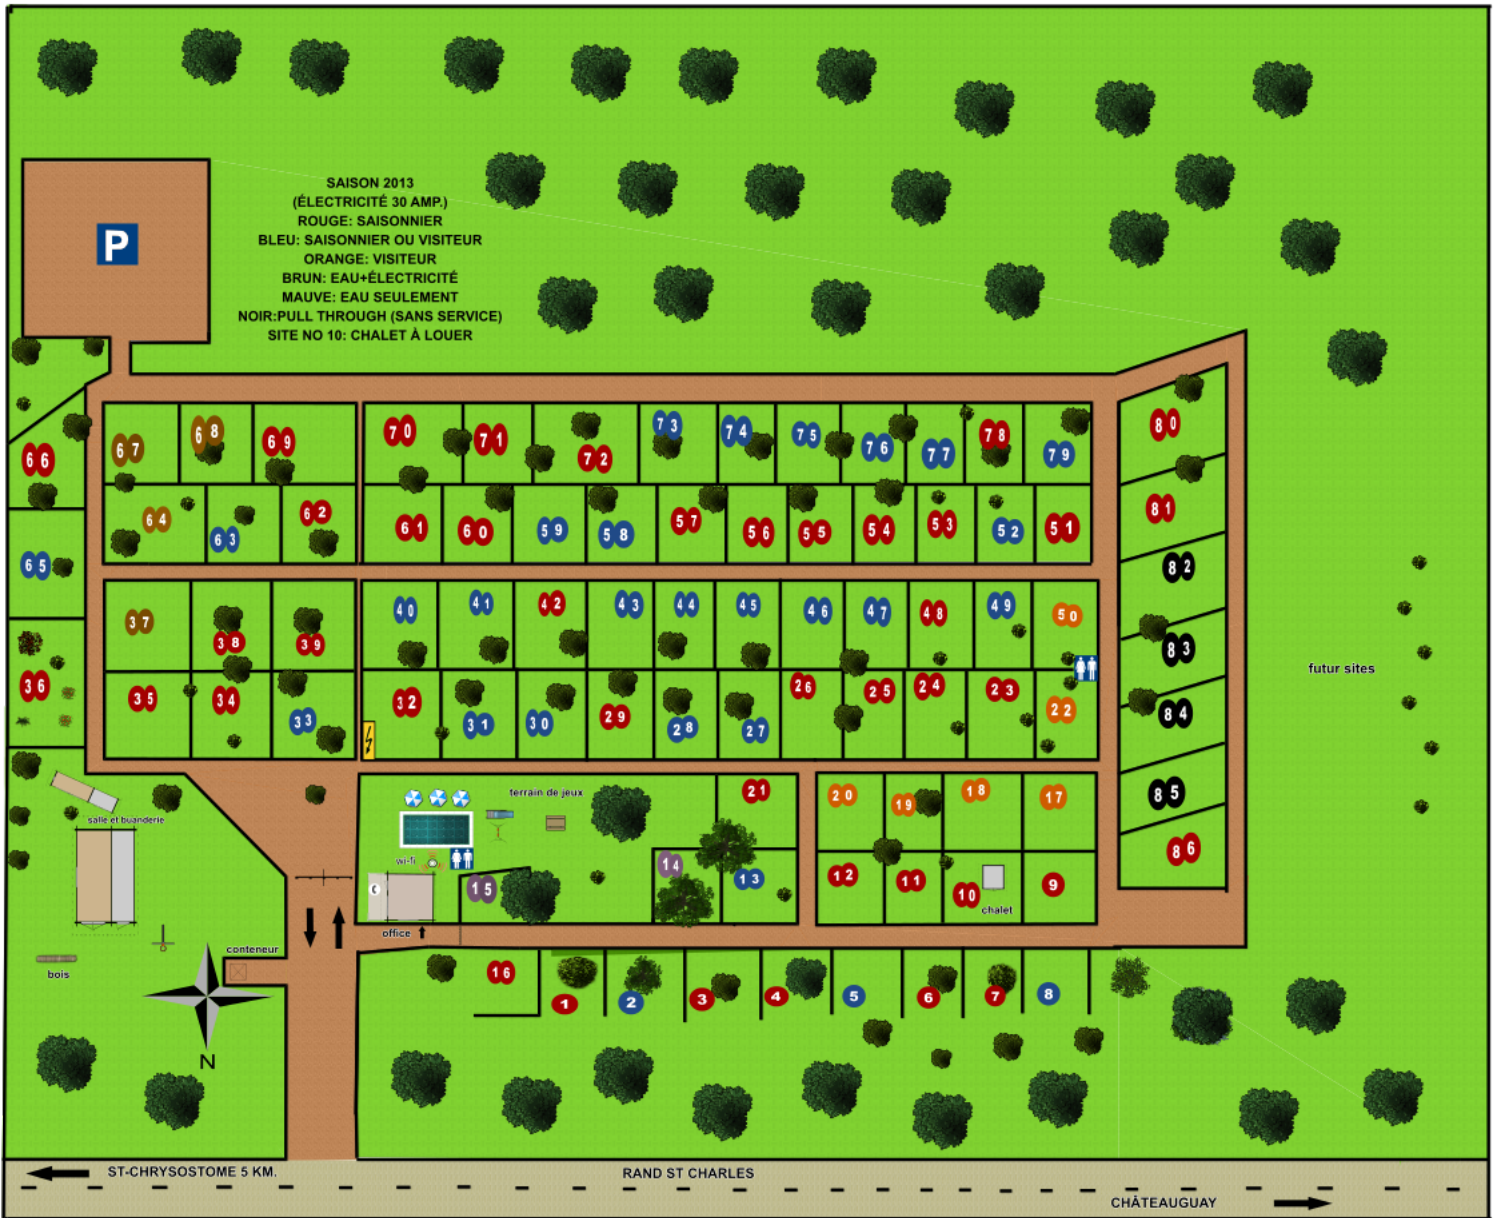 P
SAISON 2013
(ÉLECTRICITÉ 30 AMP.)
ROUGE: SAISONNIER
BLEU: SAISONNIER OU VISITEUR
ORANGE: VISITEUR
BRUN: EAU+ÉLECTRICITÉ
MAUVE: EAU SEULEMENT
NOIR:PULL THROUGH (SANS SERVICE)
SITE NO 10: CHALET À LOUER
67 68 69 70 71 72 73 74 75 76 77 78 79 80
66 64 63 62 61 60 59 58 57 56 55 54 53 52 51 81
65 82
37 38 39 40 41 42 43 44 45 46 47 48 49 50 83
futur sites
36 35 34 33 32 31 30 29 28 27 26 25 24 23 22 84
terrain de jeux
21 20 19 18 17 85
salle et buanderie
wi-fi
15 14 13 12 11 10 9 86
chalet
office
conteneur
bois
16 1 2 3 4 5 6 7 8
N
ST-CHRYSOSTOME 5 KM.
RAND ST CHARLES
CHÂTEAUGUAY